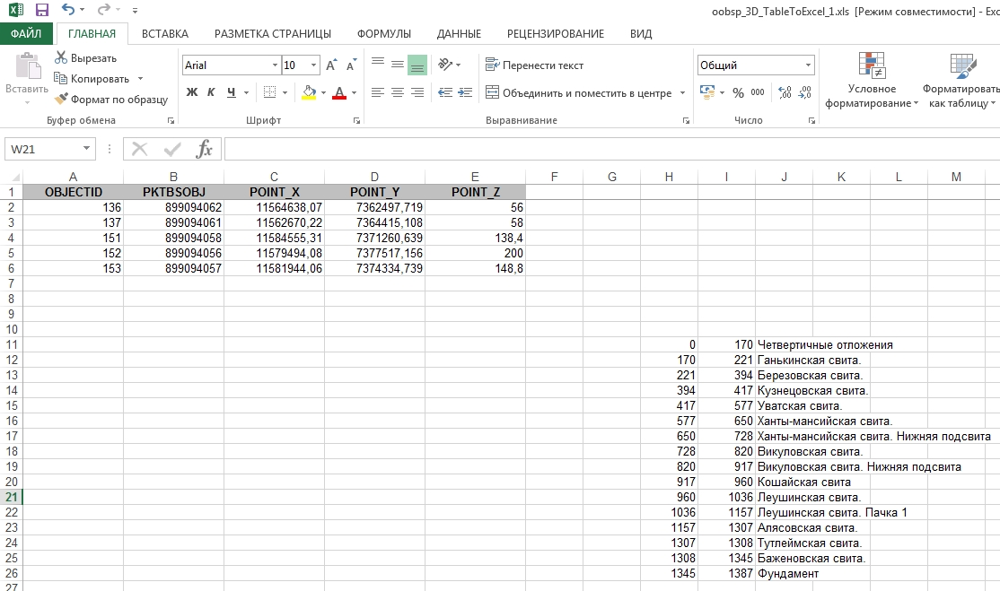 oobsp_3D_TableToExcel_1.xls [Режим совместимости] - Exc
ФАЙЛ ГЛАВНАЯ ВСТАВКА РАЗМЕТКА СТРАНИЦЫ ФОРМУЛЫ ДАННЫЕ РЕЦЕНЗИРОВАНИЕ ВИД
Вставить
Вырезать
Копировать
Формат по образцу
Буфер обмена
Arial 10
Ж К Ч
Шрифт
Перенести текст
Объединить и поместить в центре
Выравнивание
Общий
% 000
Число
Условное
форматирование
Форматировать
как таблицу
W21
A B C D E F G H I J K L M
1 OBJECTID PKTBSOBJ POINT_X POINT_Y POINT_Z
2 136 899094062 11564638,07 7362497,719 56
3 137 899094061 11562670,22 7364415,108 58
4 151 899094058 11584555,31 7371260,639 138,4
5 152 899094056 11579494,08 7377517,156 200
6 153 899094057 11581944,06 7374334,739 148,8
7
8
9
10
11 0 170 Четвертичные отложения
12 170 221 Ганькинская свита.
13 221 394 Березовская свита.
14 394 417 Кузнецовская свита.
15 417 577 Уватская свита.
16 577 650 Ханты-мансийская свита.
17 650 728 Ханты-мансийская свита. Нижняя подсвита
18 728 820 Викуловская свита.
19 820 917 Викуловская свита. Нижняя подсвита
20 917 960 Кошайская свита
21 960 1036 Леушинская свита.
22 1036 1157 Леушинская свита. Пачка 1
23 1157 1307 Алясовская свита.
24 1307 1308 Тутлеймская свита.
25 1308 1345 Баженовская свита.
26 1345 1387 Фундамент
27